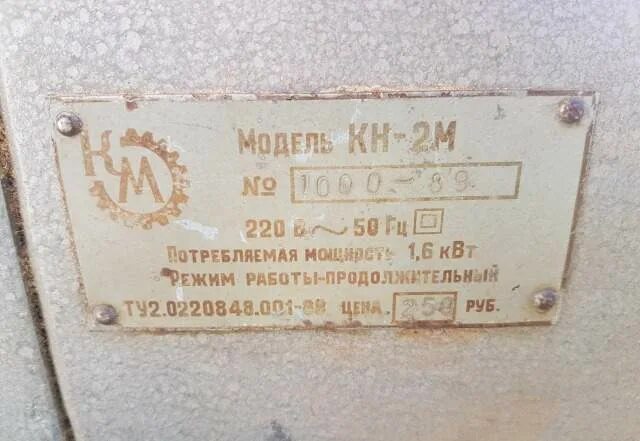 КМ
МОДЕЛЬ КН-2М
№ 1000-89
220 В ~ 50 Гц
ПОТРЕБЛЯЕМАЯ МОЩНОСТЬ 1,6 кВт
РЕЖИМ РАБОТЫ-ПРОДОЛЖИТЕЛЬНЫЙ
ТУ2.0220848.001-88 ЦЕНА 250 РУБ.